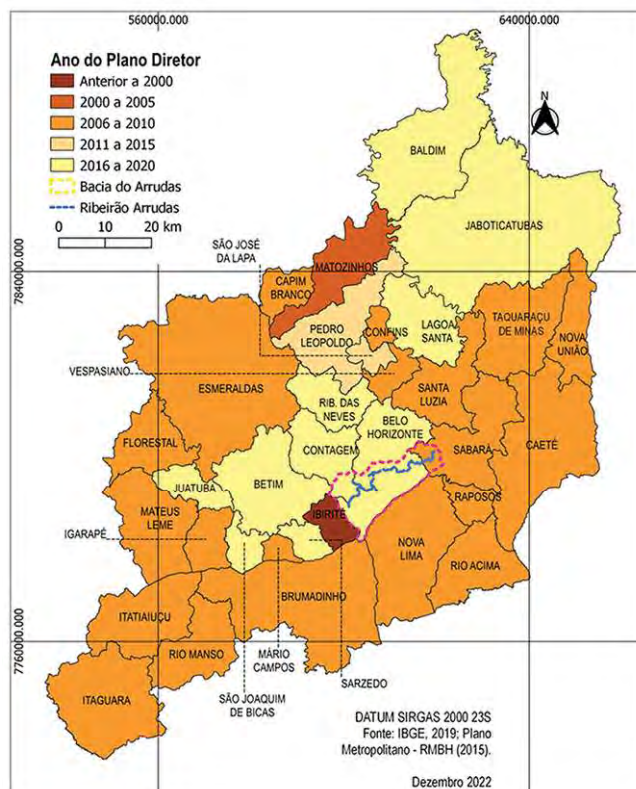 560000.000
640000.000
Ano do Plano Diretor
Anterior a 2000
2000 a 2005
2006 a 2010
2011 a 2015
2016 a 2020
Bacia do Arrudas
Ribeirão Arrudas
0 10 20 km
N
BALDIM
JABOTICATUBAS
SÃO JOSÉ
DA LAPA
MATOZINHOS
7840000.000
7840000.000
CAPIM
BRANCO
TAQUARAÇU
DE MINAS
PEDRO
LEOPOLDO
CONFINS
LAGOA
SANTA
NOVA
UNIÃO
VESPASIANO
ESMERALDAS
SANTA
LUZIA
RIB. DAS
NEVES
BELO
HORIZONTE
FLORESTAL
CONTAGEM
SABARÁ
CAETÉ
JUATUBA
BETIM
RAPOSOS
MATEUS
LEME
IBIRITÉ
IGARAPÉ
NOVA
LIMA
RIO ACIMA
BRUMADINHO
ITATIAIUÇU
7760000.000
7760000.000
RIO MANSO
MÁRIO
CAMPOS
SARZEDO
ITAGUARA
SÃO JOAQUIM
DE BICAS
DATUM SIRGAS 2000 23S
Fonte: IBGE, 2019; Plano
Metropolitano - RMBH (2015).
Dezembro 2022